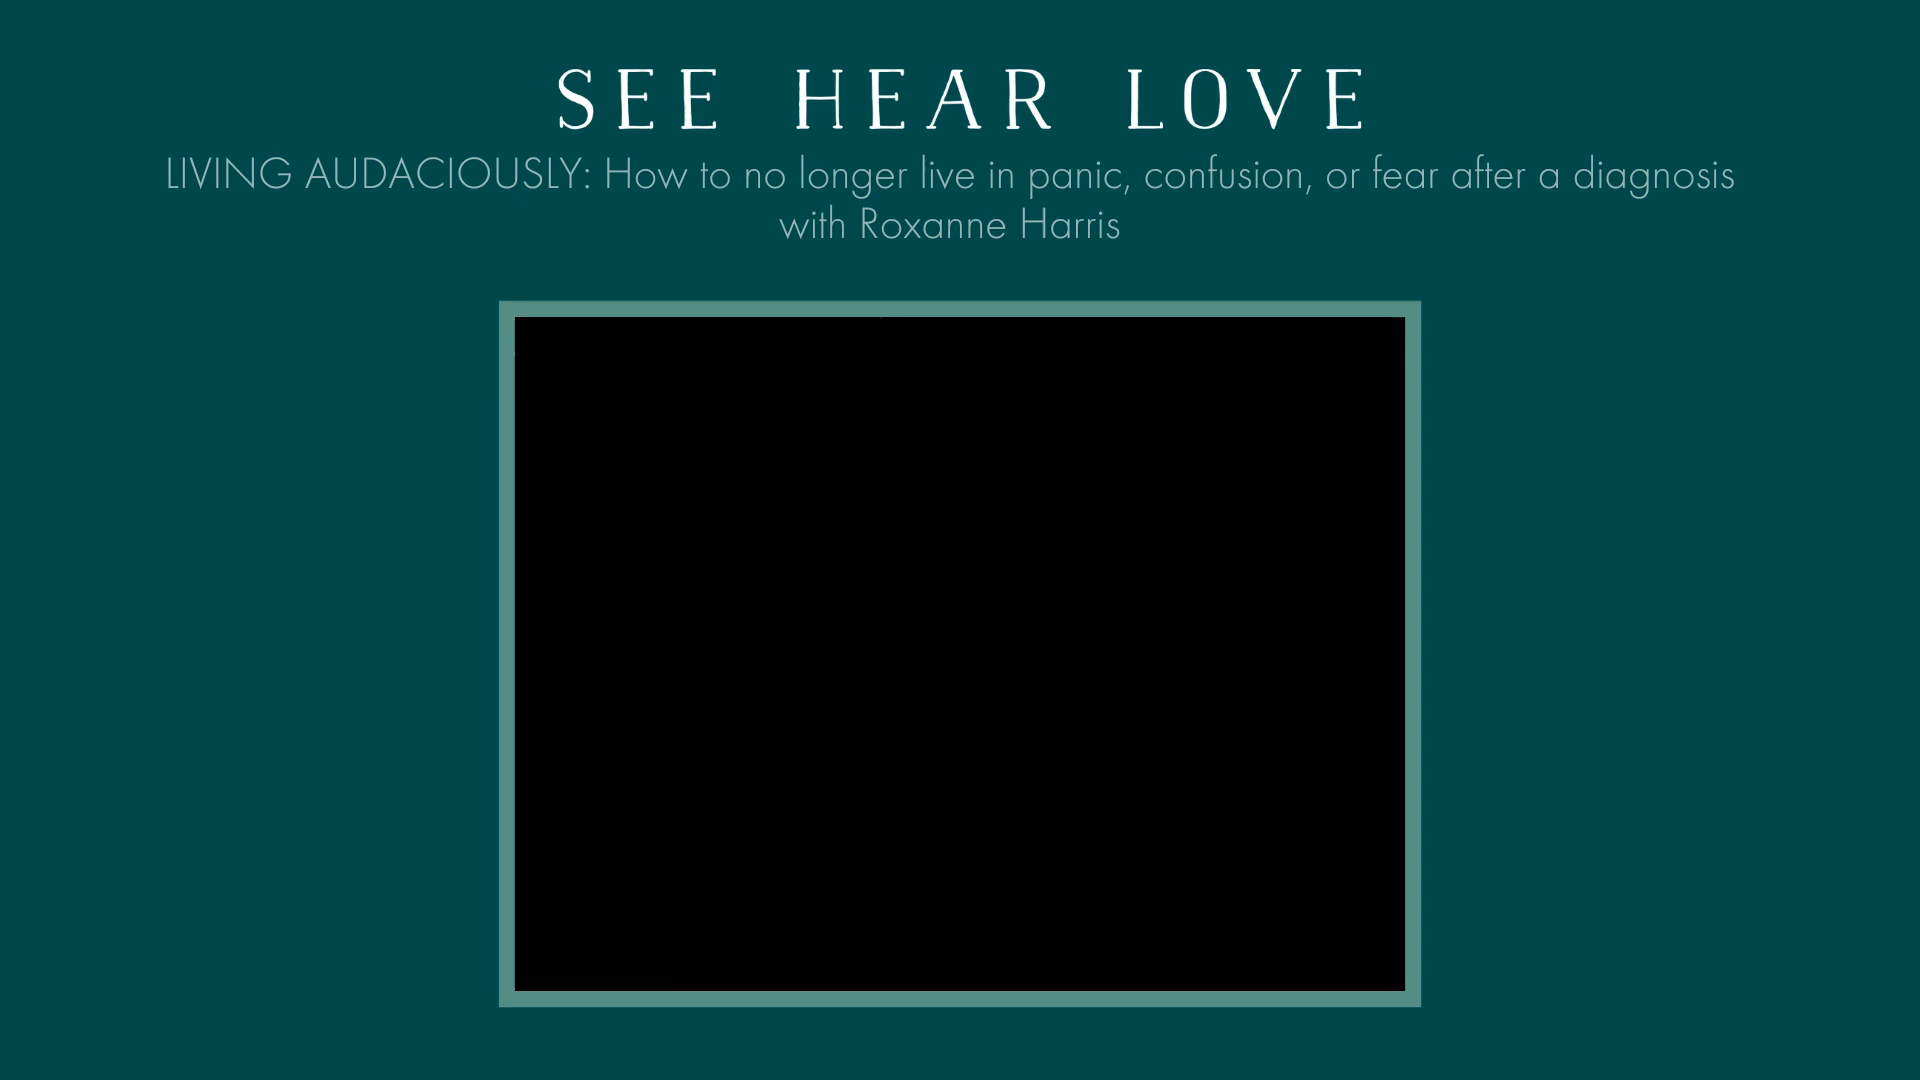 SEE HEAR LOVE
LIVING AUDACIOUSLY: How to no longer live in panic, confusion, or fear after a diagnosis
with Roxanne Harris